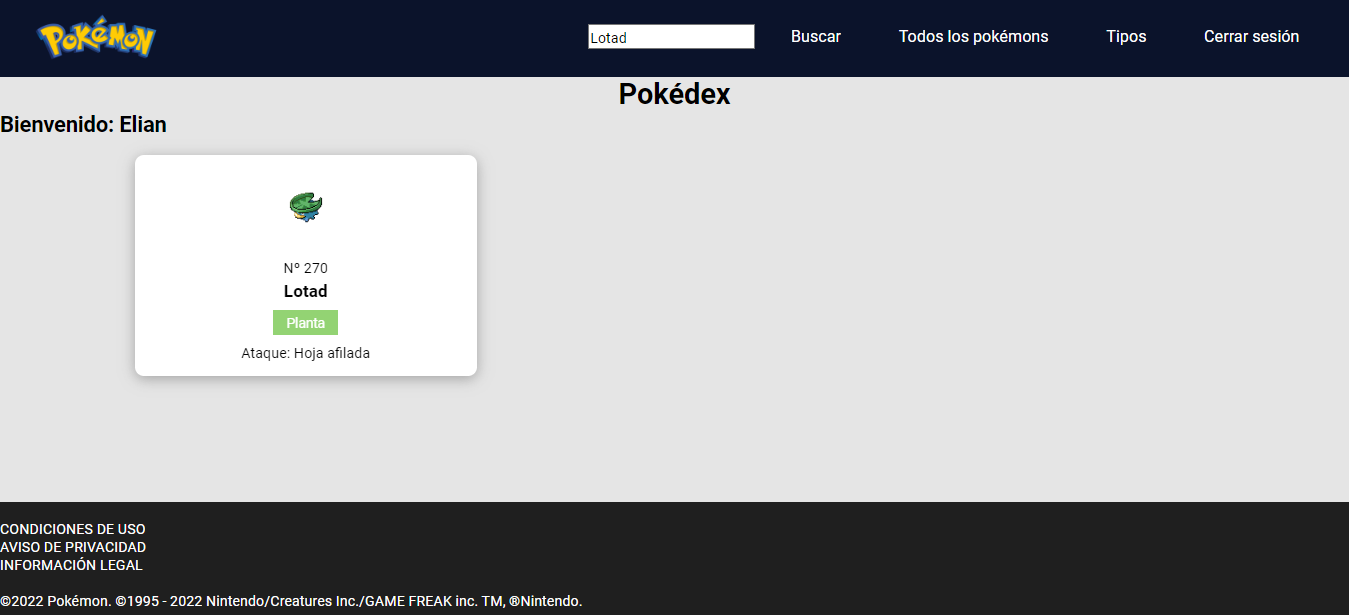 POKÉMON
Lotad
Buscar
Todos los pokémons
Tipos
Cerrar sesión
Pokédex
Bienvenido: Elian
Nº 270
Lotad
Planta
Ataque: Hoja afilada
CONDICIONES DE USO
AVISO DE PRIVACIDAD
INFORMACIÓN LEGAL
©2022 Pokémon. ©1995 - 2022 Nintendo/Creatures Inc./GAME FREAK inc. TM, ®Nintendo.